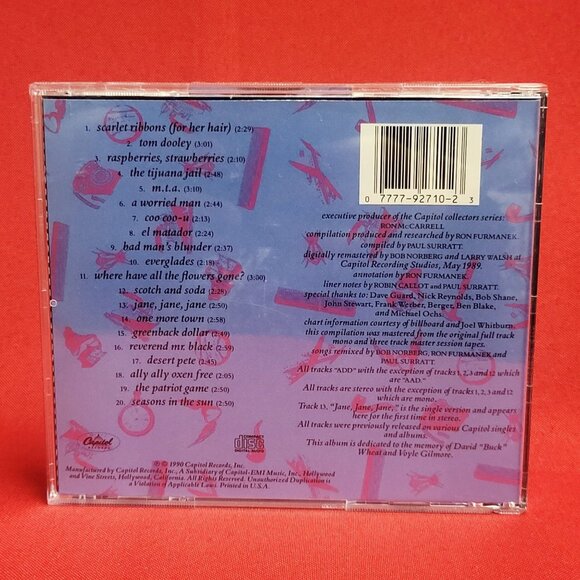 1. scarlet ribbons (for her hair) (2:29)
2. tom dooley (3:01)
3. raspberries, strawberries (2:10)
4. the tijuana jail (2:48)
5. m.t.a. (3:10)
6. a worried man (2:44)
7. coo coo-u (2:13)
8. el matador (2:24)
9. bad man's blunder (2:37)
10. everglades (2:18)
11. where have all the flowers gone? (3:00)
12. scotch and soda (2:28)
13. jane, jane, jane (2:50)
14. one more town (2:58)
15. greenback dollar (2:49)
16. reverend mr. black (2:50)
17. desert pete (2:45)
18. ally ally oxen free (2:02)
19. the patriot game (2:50)
20. seasons in the sun (2:50)
0 7777-92710-2 3
executive producer of the Capitol collectors series:
RON McCARRELL
compilation produced and researched by RON FURMANEK.
compiled by PAUL SURRATT.
digitally remastered by BOB NORBERG and LARRY WALSH at
Capitol Recording Studios, May 1989.
annotation by RON FURMANEK.
liner notes by ROBIN CALLOT and PAUL SURRATT.
special thanks to: Dave Guard, Nick Reynolds, Bob Shane,
John Stewart, Frank Werber, Berger, Ben Blake,
and Michael Ochs.
chart information courtesy of billboard and Joel Whitburn.
this compilation was mastered from the original full track
mono and three track master session tapes.
songs remixed by BOB NORBERG, RON FURMANEK and
PAUL SURRATT.
All tracks "ADD" with the exception of tracks 1, 2, 3 and 12 which
are "AAD."
All tracks are stereo with the exception of tracks 1, 2, 3 and 12
which are mono.
Track 13, "Jane, Jane, Jane," is the single version and appears
here for the first time in stereo.
All tracks were previously released on various Capitol singles
and albums.
This album is dedicated to the memory of David "Buck"
Wheat and Voyle Gilmore.
Capitol
RECORDS
COMPACT
disc
DIGITAL AUDIO
℗ © 1990 Capitol Records, Inc.
Manufactured by Capitol Records, Inc., A Subsidiary of Capitol-EMI Music, Inc., Hollywood
and Vine Streets, Hollywood, California. All Rights Reserved. Unauthorized Duplication is
a Violation of Applicable Laws. Printed in U.S.A.